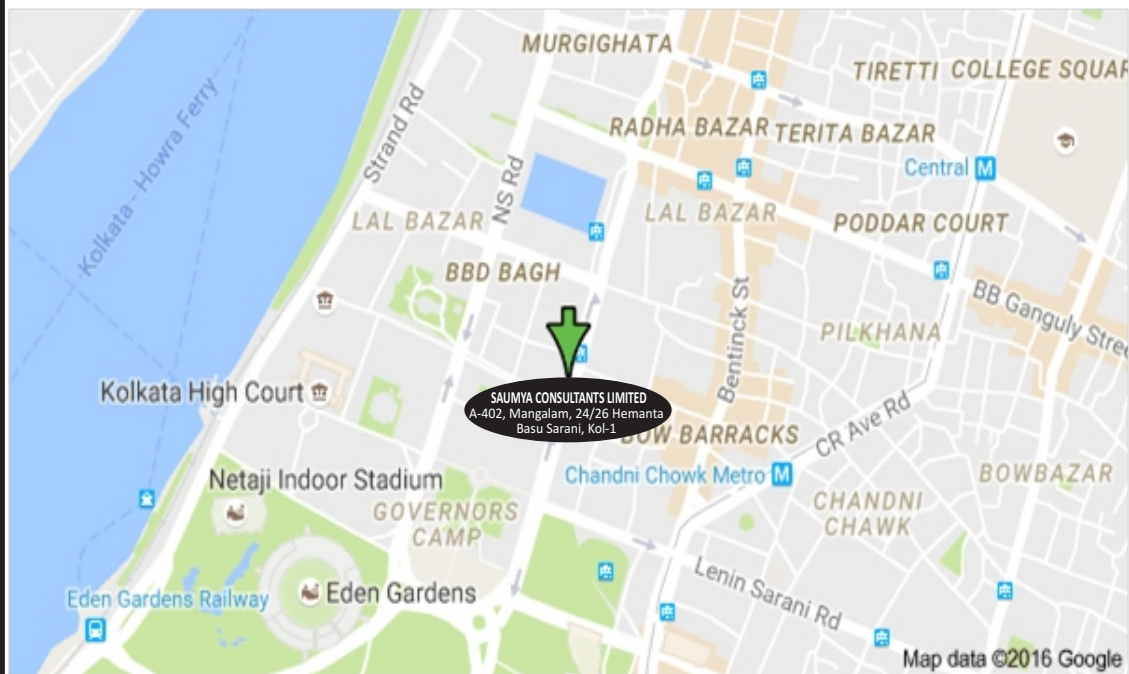 MURGIGHATA
TIRETTI
COLLEGE SQUAR
Strand Rd
Kolkata - Howra Ferry
RADHA BAZAR
TERITA BAZAR
Central M
NS Rd
LAL BAZAR
LAL BAZAR
PODDAR COURT
BBD BAGH
BB Ganguly Stree
Bentinck St
PILKHANA
Kolkata High Court
SAUMYA CONSULTANTS LIMITED
A-402, Mangalam, 24/26 Hemanta
Basu Sarani, Kol-1
BOW BARRACKS
CR Ave Rd
Chandni Chowk Metro M
BOWBAZAR
Netaji Indoor Stadium
GOVERNORS
CAMP
CHANDNI
CHAWK
Lenin Sarani Rd
Eden Gardens
Eden Gardens Railway
Map data ©2016 Google